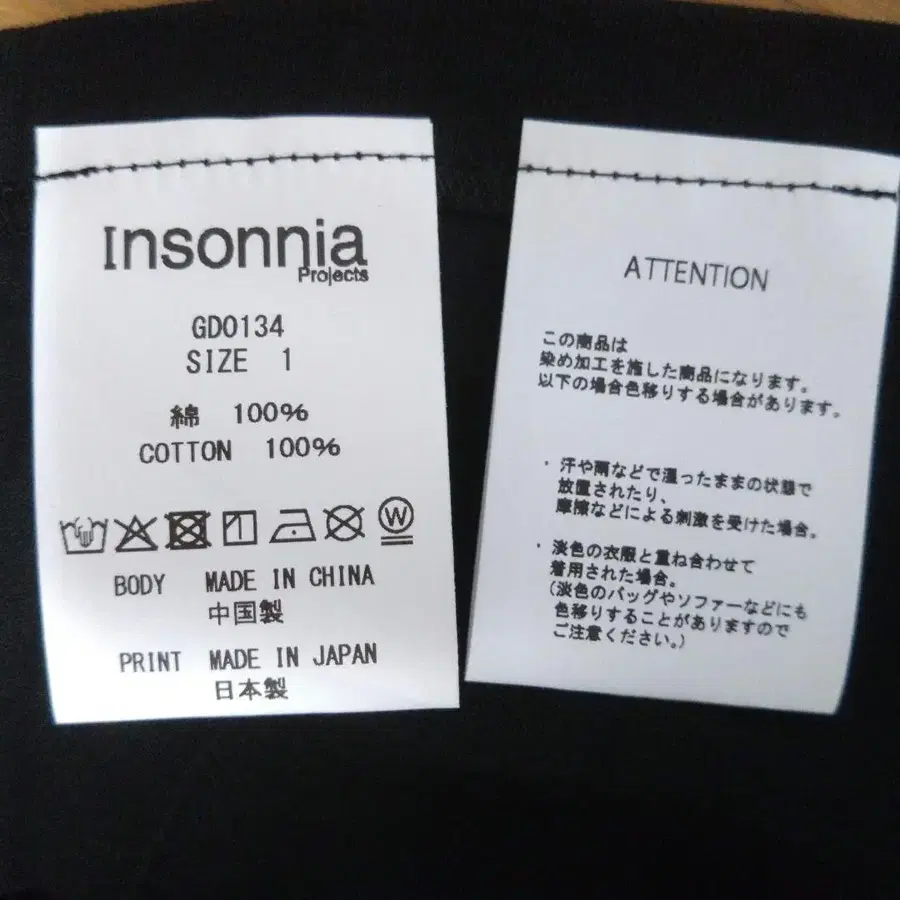 Insonnia
Projects
GD0134
SIZE 1
綿 100%
COTTON 100%
W
BODY MADE IN CHINA
中国製
PRINT MADE IN JAPAN
日本製
ATTENTION
この商品は
染め加工を施した商品になります。
以下の場合色移りする場合があります。
・汗や雨などで湿ったままの状態で
放置されたり、
摩擦などによる刺激を受けた場合。
・淡色の衣服と重ね合わせて
着用された場合。
(淡色のバッグやソファーなどにも
色移りすることがありますので
ご注意ください。)